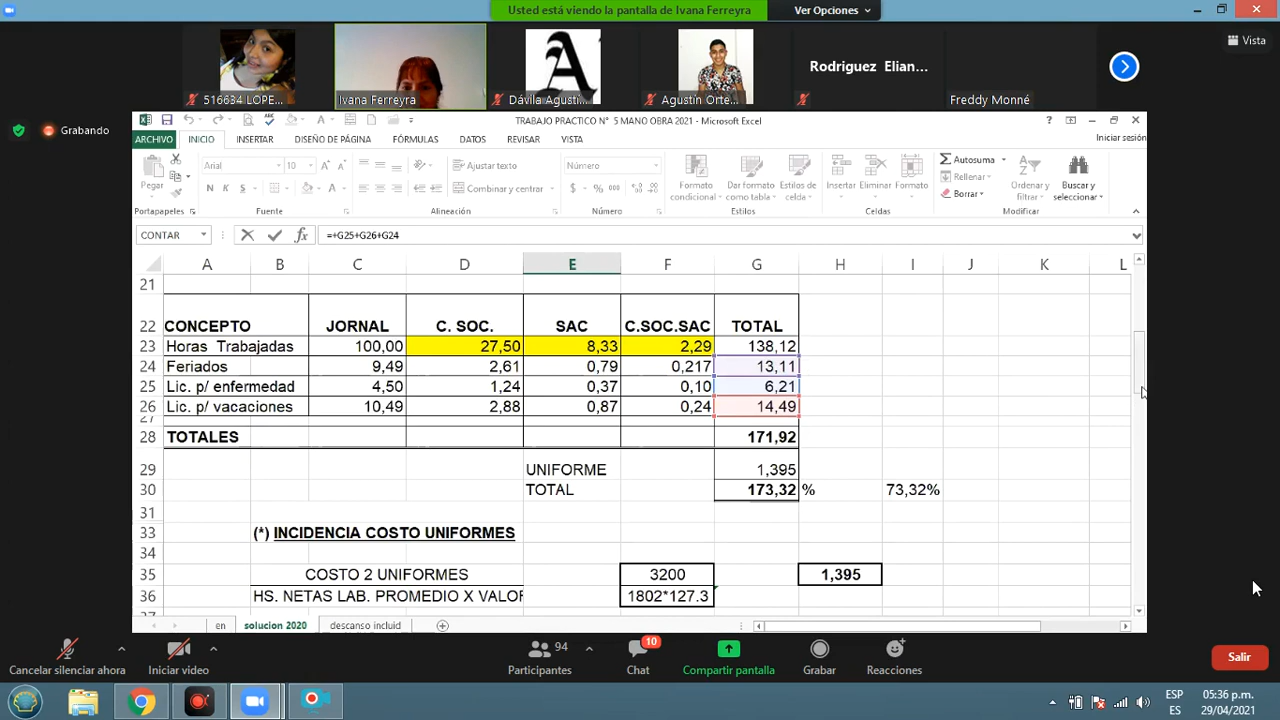 Usted está viendo la pantalla de Ivana Ferreyra
Ver Opciones
Vista
516634 LOPE...
Ivana Ferreyra
Dávila Agustí...
Agustín Orte...
Rodriguez Elian...
Freddy Monné
Grabando
TRABAJO PRACTICO N° 5 MANO OBRA 2021 - Microsoft Excel
ARCHIVO INICIO INSERTAR DISEÑO DE PÁGINA FÓRMULAS DATOS REVISAR VISTA Iniciar sesión
Pegar
Arial 10
N K S
Ajustar texto
Combinar y centrar
Número
$ % 000
Formato condicional
Dar formato como tabla
Estilos de celda
Insertar Eliminar Formato
Autosuma
Rellenar
Borrar
Ordenar y filtrar
Buscar y seleccionar
Portapapeles Fuente Alineación Número Estilos Celdas Modificar
CONTAR fx =+G25+G26+G24
A B C D E F G H I J K L
21
22 CONCEPTO JORNAL C. SOC. SAC C.SOC.SAC TOTAL
23 Horas Trabajadas 100,00 27,50 8,33 2,29 138,12
24 Feriados 9,49 2,61 0,79 0,217 13,11
25 Lic. p/ enfermedad 4,50 1,24 0,37 0,10 6,21
26 Lic. p/ vacaciones 10,49 2,88 0,87 0,24 14,49
27
28 TOTALES 171,92
29 UNIFORME 1,395
30 TOTAL 173,32 % 73,32%
31
33 (*) INCIDENCIA COSTO UNIFORMES
34
35 COSTO 2 UNIFORMES 3200 1,395
36 HS. NETAS LAB. PROMEDIO X VALOR 1802*127.3
en solucion 2020 descanso incluid
Cancelar silenciar ahora
Iniciar video
94
Participantes
10
Chat
Compartir pantalla
Grabar
Reacciones
Salir
ESP
ES
05:36 p.m.
29/04/2021